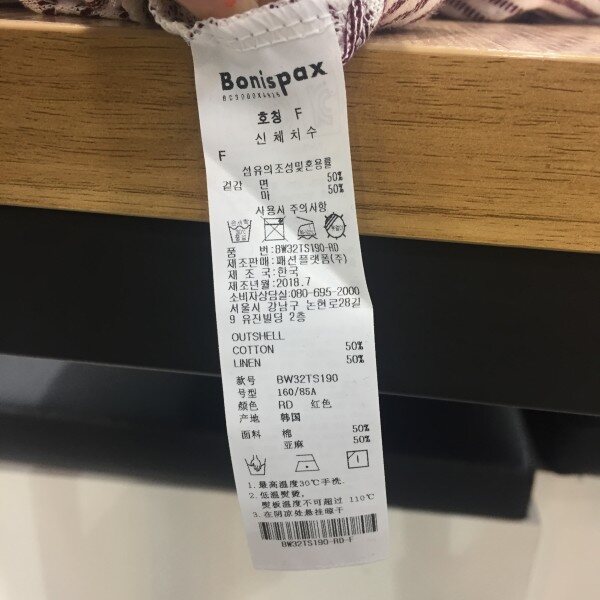 Bonispax
호칭 F
신체치수
F
섬유의조성및혼용률
겉감 면 50%
마 50%
사용시 주의사항
품 번:BW32TS190-RD
제조판매:패션플랫폼(주)
제 조 국:한국
제조년월:2018.7
소비자상담실:080-695-2000
서울시 강남구 논현로28길
9 유진빌딩 2층
OUTSHELL
COTTON 50%
LINEN 50%
款号 BW32TS190
号型 160/85A
颜色 RD 红色
产地 韩国
面料 棉 50%
亚麻 50%
1.最高温度30℃手洗.
2.低温熨烫,
熨板温度不可超过 110℃
3.在阴凉处悬挂晾干
BW32TS190-RD-F